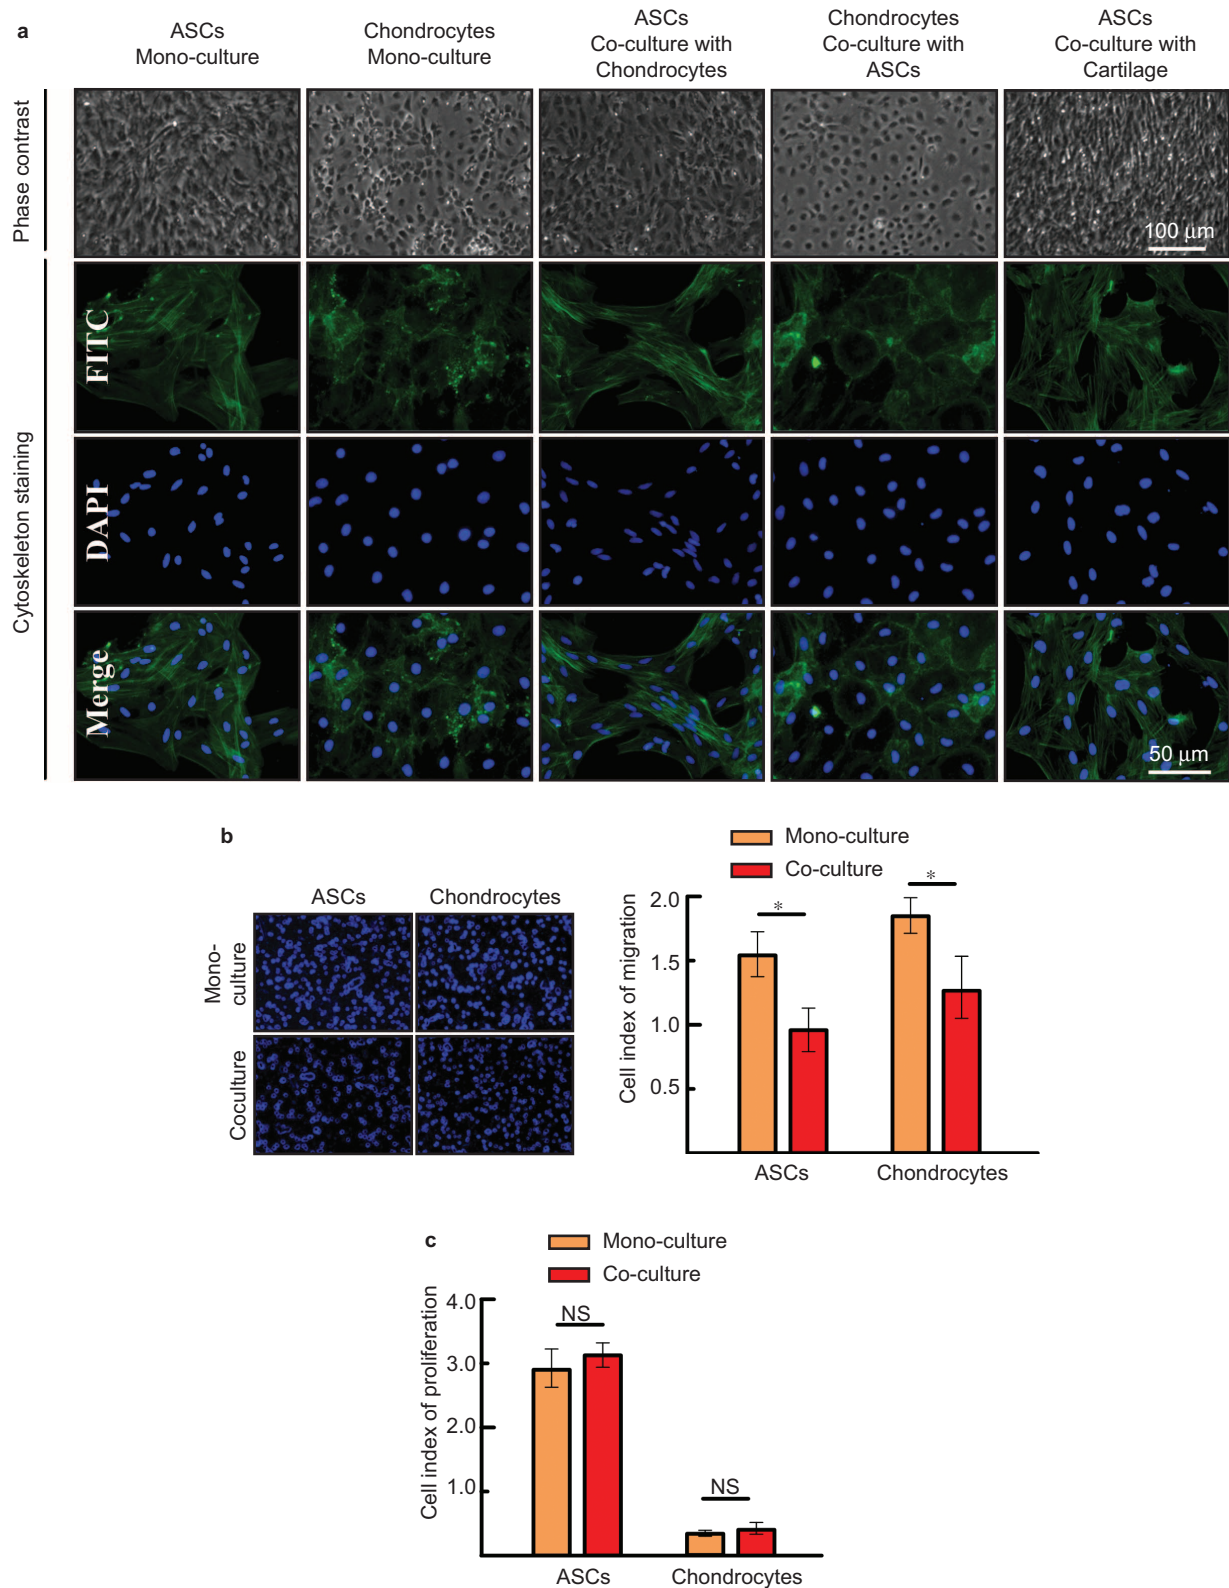 a
ASCs
Mono-culture
Chondrocytes
Mono-culture
ASCs
Co-culture with
Chondrocytes
Chondrocytes
Co-culture with
ASCs
ASCs
Co-culture with
Cartilage
Phase contrast
100 μm
Cytoskeleton staining
FITC
DAPI
Merge
50 μm
b
ASCs
Chondrocytes
Mono-
culture
Coculture
Mono-culture
Co-culture
Cell index of migration
2.0
1.5
1.0
0.5
*
*
ASCs
Chondrocytes
c
Mono-culture
Co-culture
Cell index of proliferation
4.0
3.0
2.0
1.0
NS
NS
ASCs
Chondrocytes